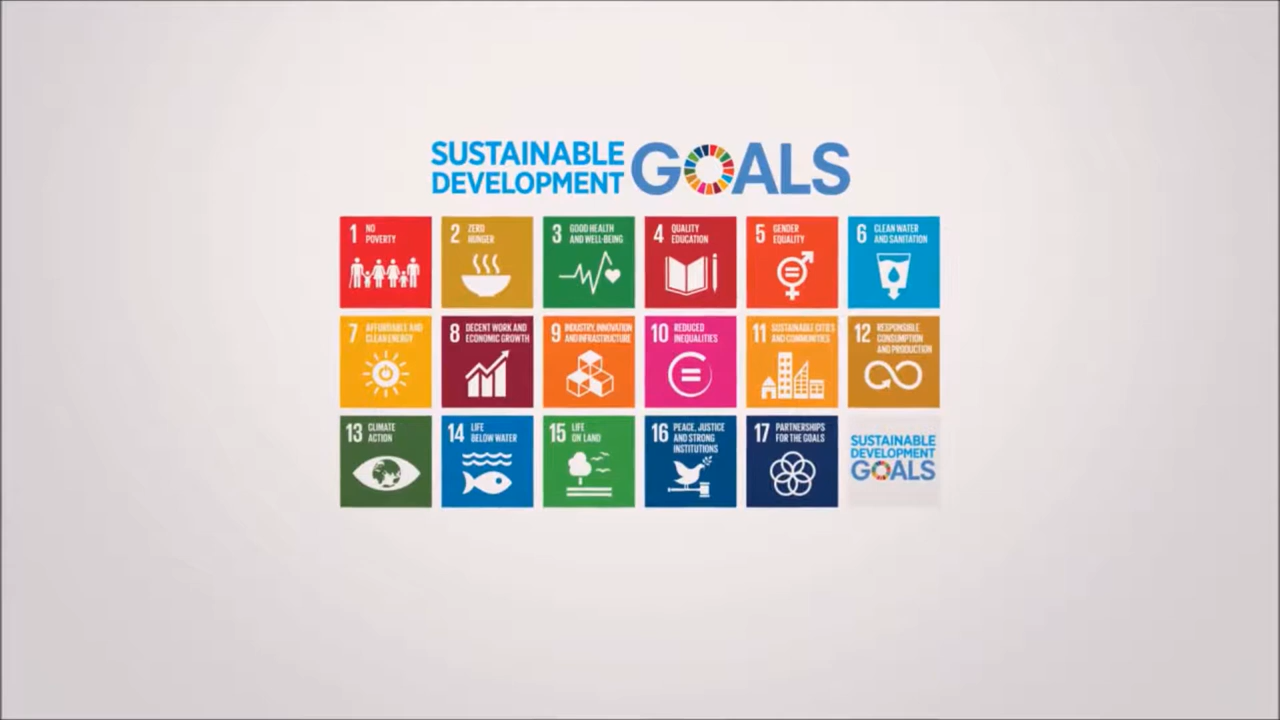 SUSTAINABLE
DEVELOPMENT
GOALS
1 NO
POVERTY
2 ZERO
HUNGER
3 GOOD HEALTH
AND WELL-BEING
4 QUALITY
EDUCATION
5 GENDER
EQUALITY
6 CLEAN WATER
AND SANITATION
7 AFFORDABLE AND
CLEAN ENERGY
8 DECENT WORK AND
ECONOMIC GROWTH
9 INDUSTRY, INNOVATION
AND INFRASTRUCTURE
10 REDUCED
INEQUALITIES
11 SUSTAINABLE CITIES
AND COMMUNITIES
12 RESPONSIBLE
CONSUMPTION
AND PRODUCTION
13 CLIMATE
ACTION
14 LIFE
BELOW WATER
15 LIFE
ON LAND
16 PEACE, JUSTICE
AND STRONG
INSTITUTIONS
17 PARTNERSHIPS
FOR THE GOALS
SUSTAINABLE
DEVELOPMENT
GOALS